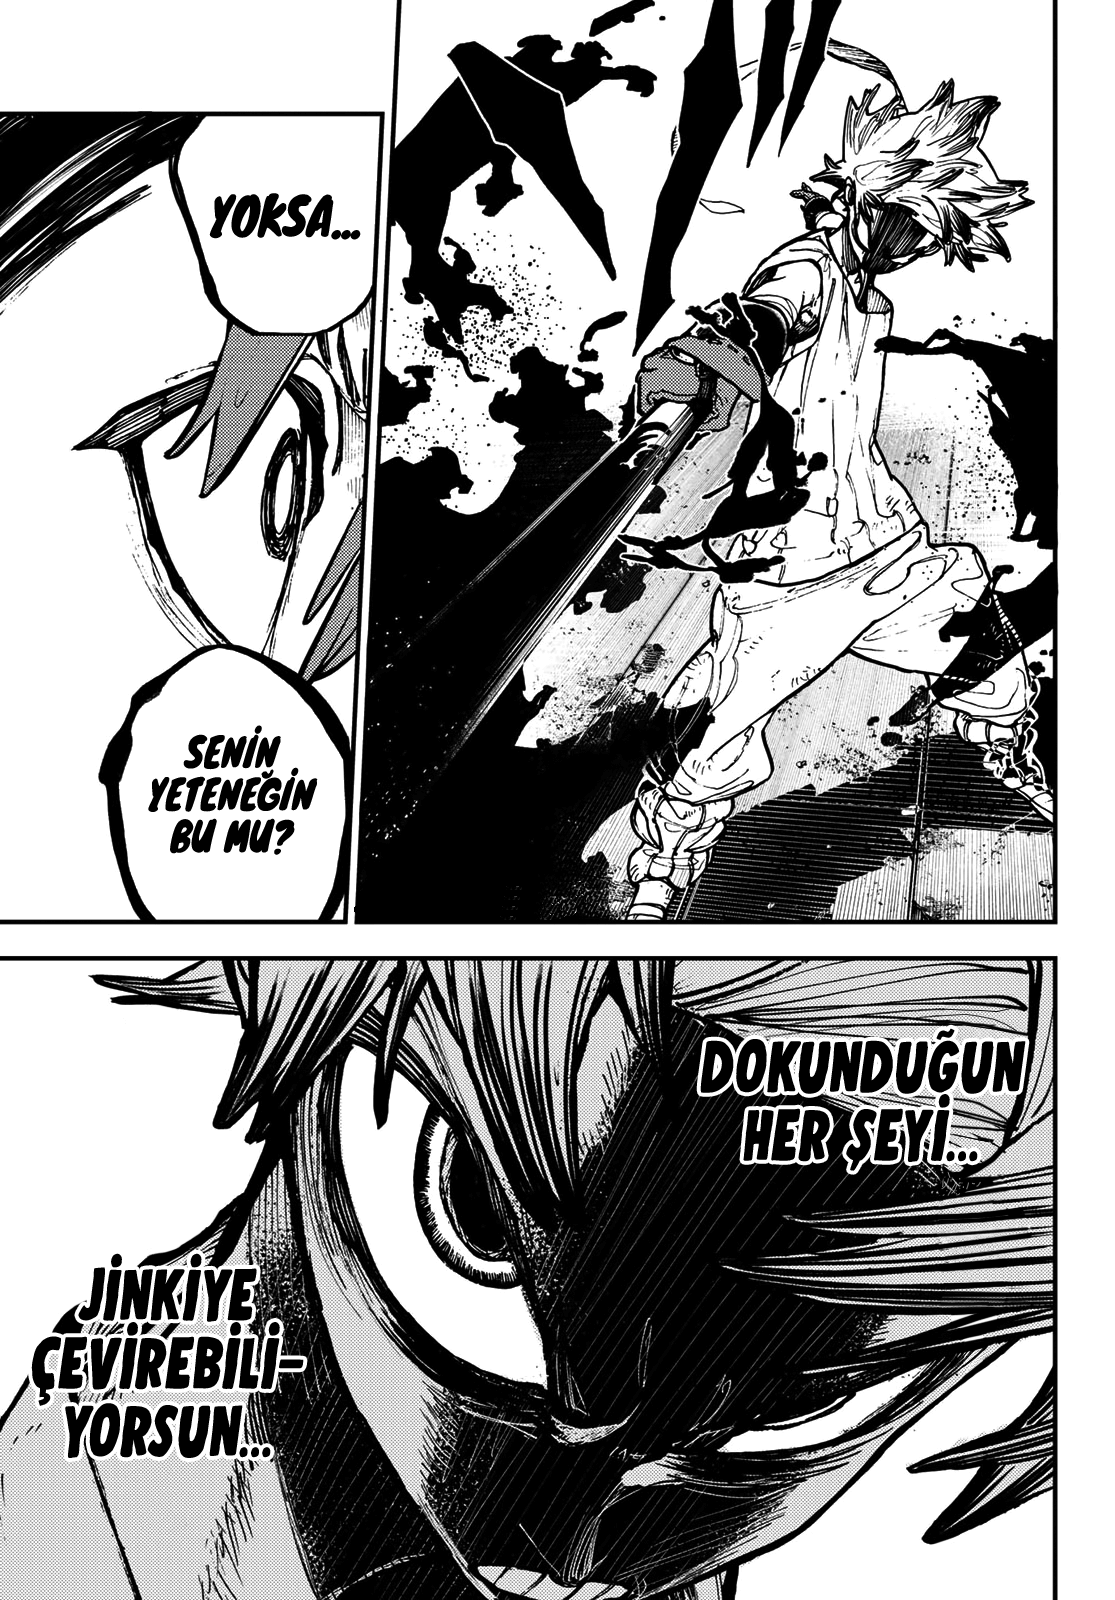 YOKSA...
SENİN
YETENEĞİN
BU MU?
DOKUNDUĞUN
HER ŞEYİ...
JİNKİYE
ÇEVİREBİLİ-
YORSUN...